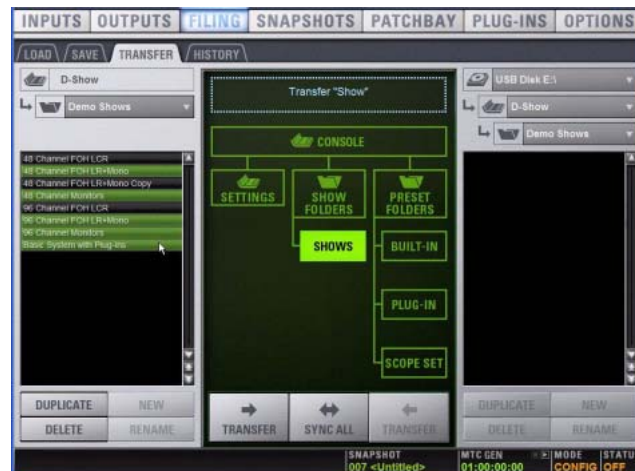 INPUTS OUTPUTS FILING SNAPSHOTS PATCHBAY PLUG-INS OPTIONS
LOAD SAVE TRANSFER HISTORY
D-Show
Demo Shows
48 Channel FOH LCR
48 Channel FOH LR+Mono
48 Channel FOH LR+Mono Copy
48 Channel Monitors
96 Channel FOH LCR
96 Channel FOH LR+Mono
96 Channel Monitors
Basic System with Plug-Ins
DUPLICATE NEW
DELETE RENAME
Transfer "Show"
CONSOLE
SETTINGS
SHOW FOLDERS
PRESET FOLDERS
SHOWS
BUILT-IN
PLUG-IN
SCOPE SET
TRANSFER SYNC ALL TRANSFER
USB Disk E:\
D-Show
Demo Shows
DUPLICATE NEW
DELETE RENAME
SNAPSHOT
007 <Untitled>
MTC GEN
01:00:00:00
MODE
CONFIG
STATU
OFF